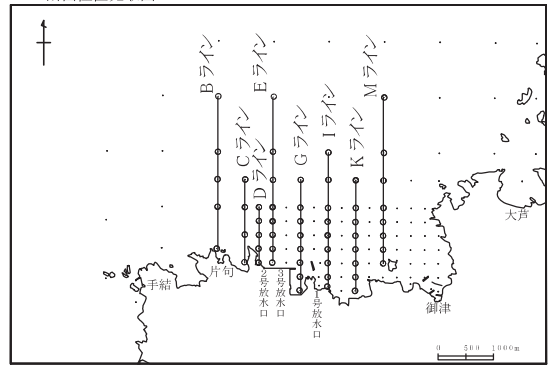 Bライン
Cライン
Dライン
Eライン
Gライン
Iライン
Kライン
Mライン
大芦
手結
片句
2号放水口
3号放水口
1号放水口
御津
0 500 1000m